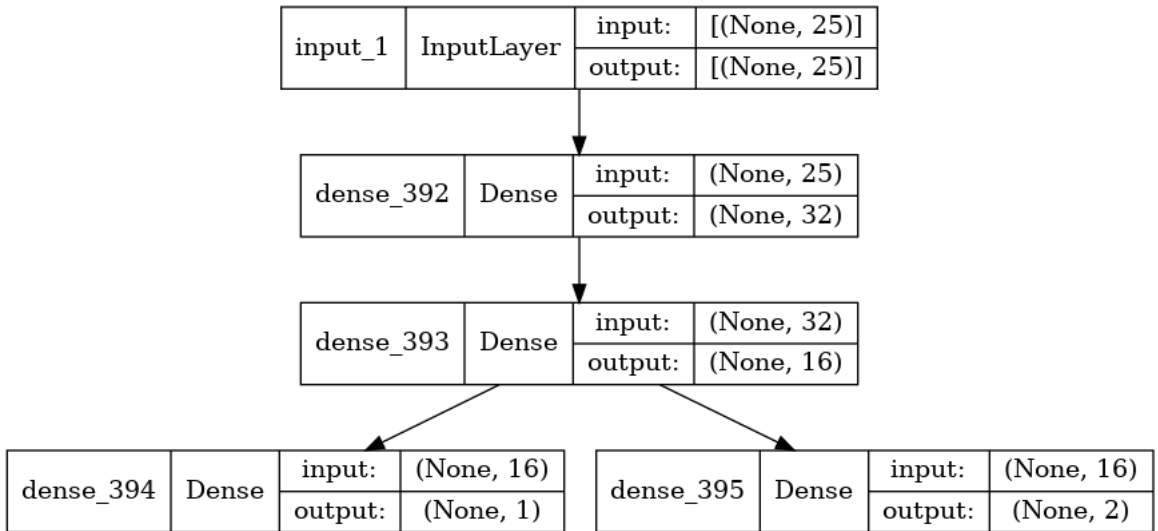 input_1 InputLayer input: [(None, 25)]
output: [(None, 25)]
dense_392 Dense input: (None, 25)
output: (None, 32)
dense_393 Dense input: (None, 32)
output: (None, 16)
dense_394 Dense input: (None, 16)
output: (None, 1)
dense_395 Dense input: (None, 16)
output: (None, 2)